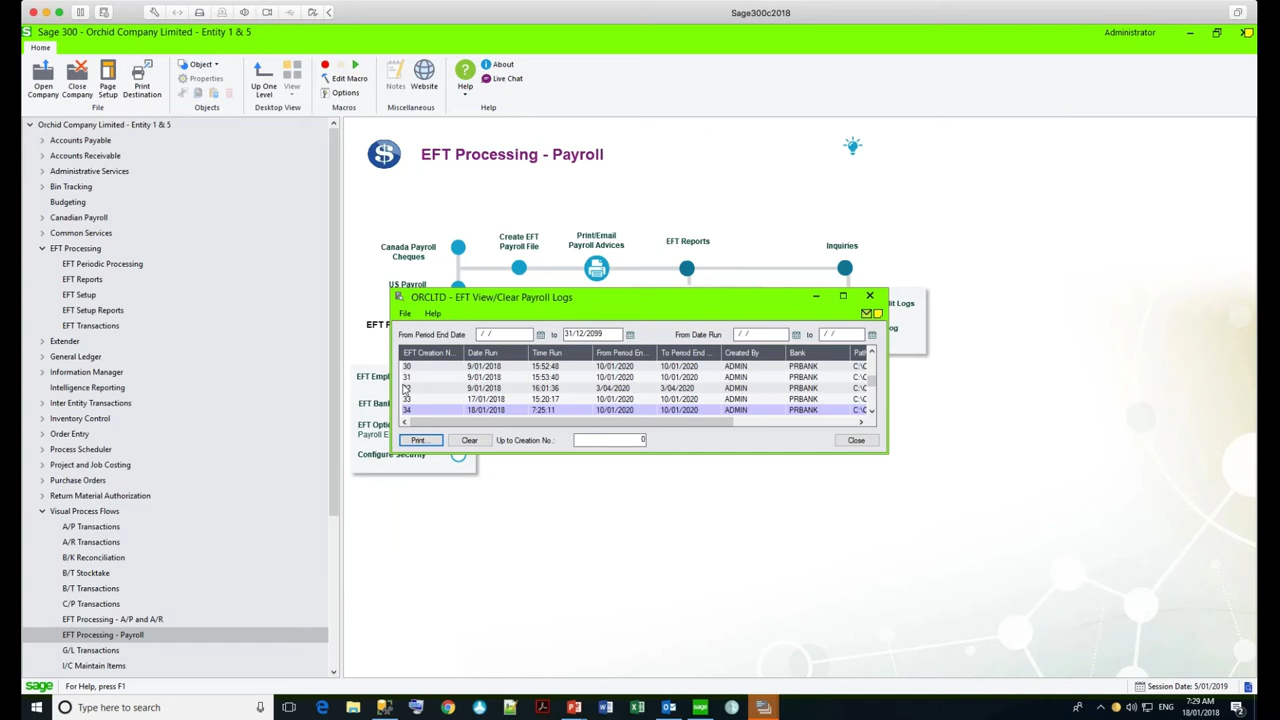 Sage300c2018
Sage 300 - Orchid Company Limited - Entity 1 & 5
Administrator
Home
Open Company
Close Company
Page Setup
Print Destination
File
Object
Properties
Objects
Up One Level
View
Desktop View
Edit Macro
Options
Macros
Notes
Website
Miscellaneous
Help
About
Live Chat
Help
Orchid Company Limited - Entity 1 & 5
Accounts Payable
Accounts Receivable
Administrative Services
Bin Tracking
Budgeting
Canadian Payroll
Common Services
EFT Processing
EFT Periodic Processing
EFT Reports
EFT Setup
EFT Setup Reports
EFT Transactions
Extender
General Ledger
Information Manager
Intelligence Reporting
Inter Entity Transactions
Inventory Control
Order Entry
Process Scheduler
Project and Job Costing
Purchase Orders
Return Material Authorization
Visual Process Flows
A/P Transactions
A/R Transactions
B/K Reconciliation
B/T Stocktake
B/T Transactions
C/P Transactions
EFT Processing - A/P and A/R
EFT Processing - Payroll
G/L Transactions
I/C Maintain Items
EFT Processing - Payroll
Canada Payroll Cheques
Create EFT Payroll File
Print/Email Payroll Advices
EFT Reports
Inquiries
US Payroll
ORCLTD - EFT View/Clear Payroll Logs
File Help
From Period End Date / / to 31/12/2099 From Date Run / / to / /
EFT Creation N... Date Run Time Run From Period En... To Period End ... Created By Bank Path
30 9/01/2018 15:52:48 10/01/2020 10/01/2020 ADMIN PRBANK C:\C
31 9/01/2018 15:53:40 10/01/2020 10/01/2020 ADMIN PRBANK C:\C
9/01/2018 16:01:36 3/04/2020 3/04/2020 ADMIN PRBANK C:\C
33 17/01/2018 15:20:17 10/01/2020 10/01/2020 ADMIN PRBANK C:\C
34 18/01/2018 7:25:11 10/01/2020 10/01/2020 ADMIN PRBANK C:\C
Print... Clear Up to Creation No.: 0 Close
EFT Empl
EFT Bank
EFT Opti
Payroll E
Configure Security
dit Logs
og
For Help, press F1
Session Date: 5/01/2019
Type here to search
ENG
7:29 AM
18/01/2018
2